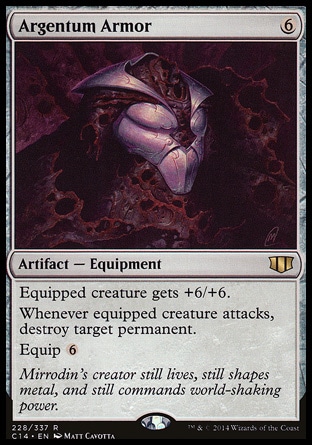 Argentum Armor 6
Artifact — Equipment
Equipped creature gets +6/+6.
Whenever equipped creature attacks,
destroy target permanent.
Equip 6
Mirrodin's creator still lives, still shapes
metal, and still commands world-shaking
power.
228/337 R
C14 • EN Matt Cavotta
™ & © 2014 Wizards of the Coast